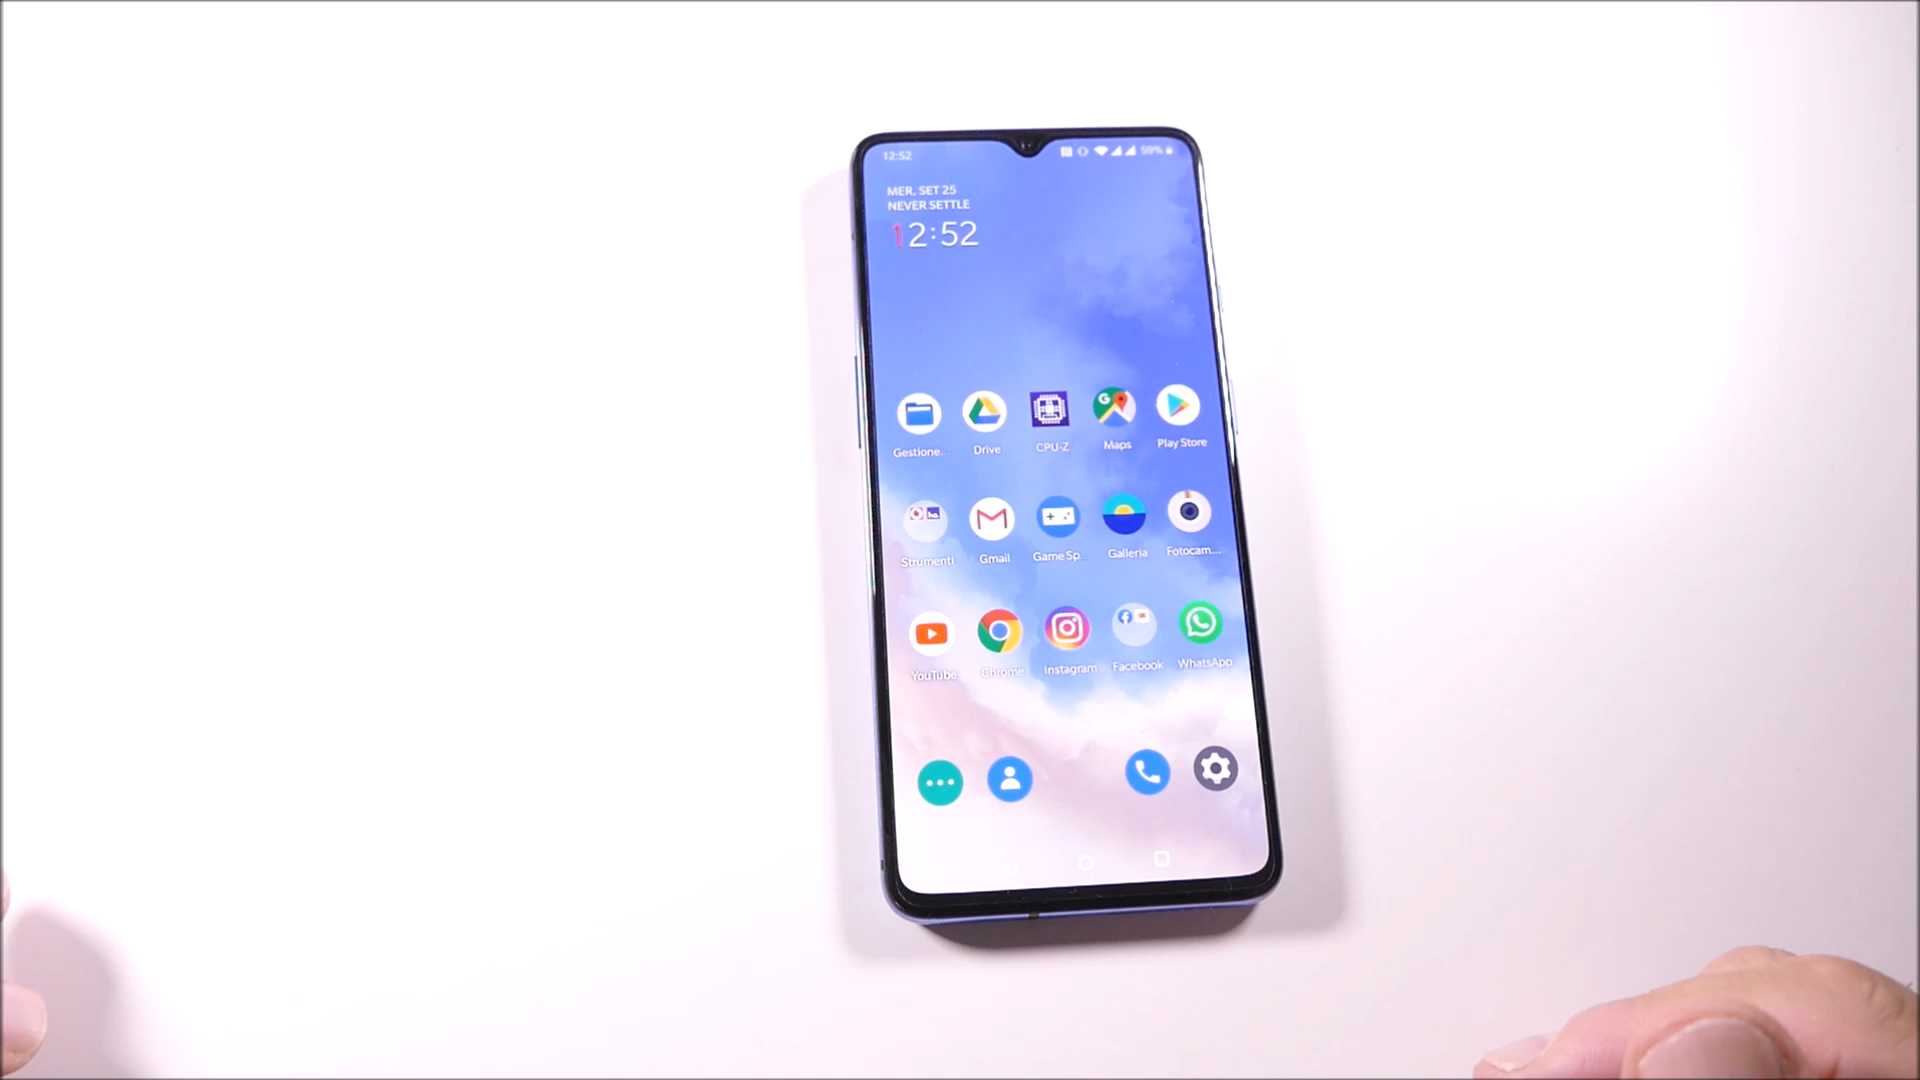 12:52
59%
MER, SET 25
NEVER SETTLE
12:52
Gestione..
Drive
CPU-Z
Maps
Play Store
Strumenti
Gmail
Game Sp..
Galleria
Fotocam...
YouTube
Chrome
Instagram
Facebook
WhatsApp